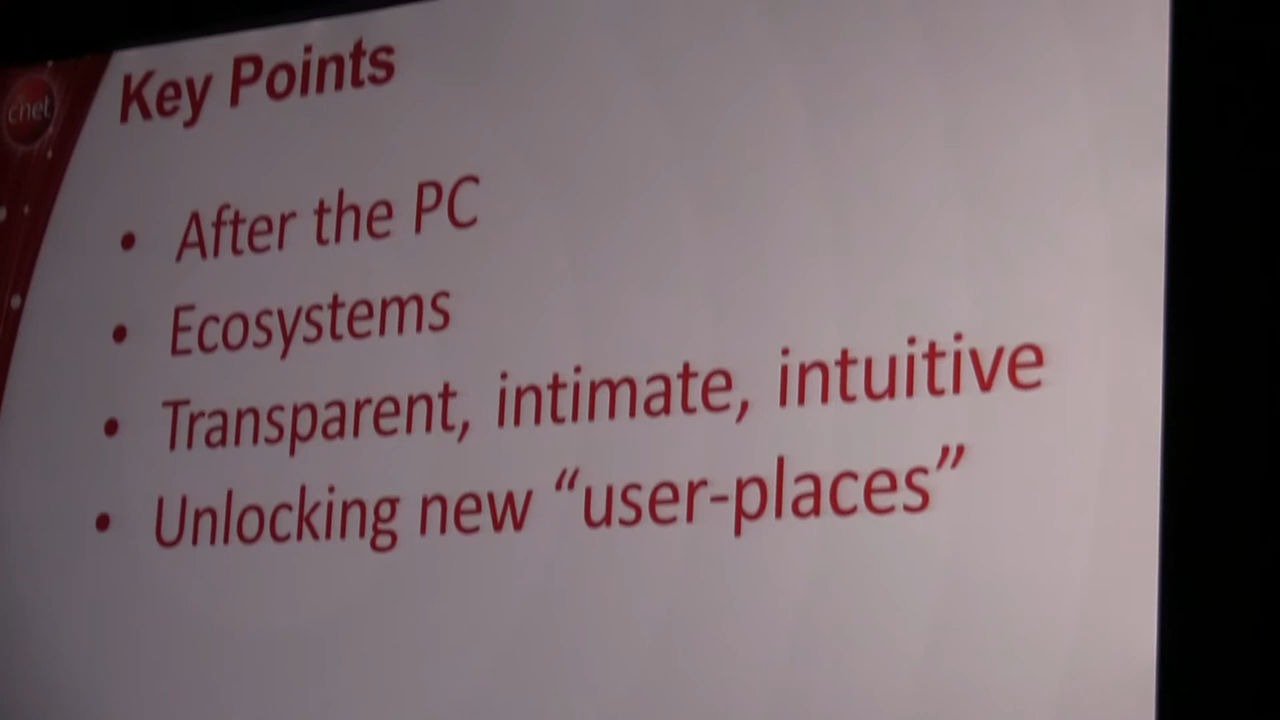 cnet
Key Points
• After the PC
• Ecosystems
• Transparent, intimate, intuitive
• Unlocking new “user-places”